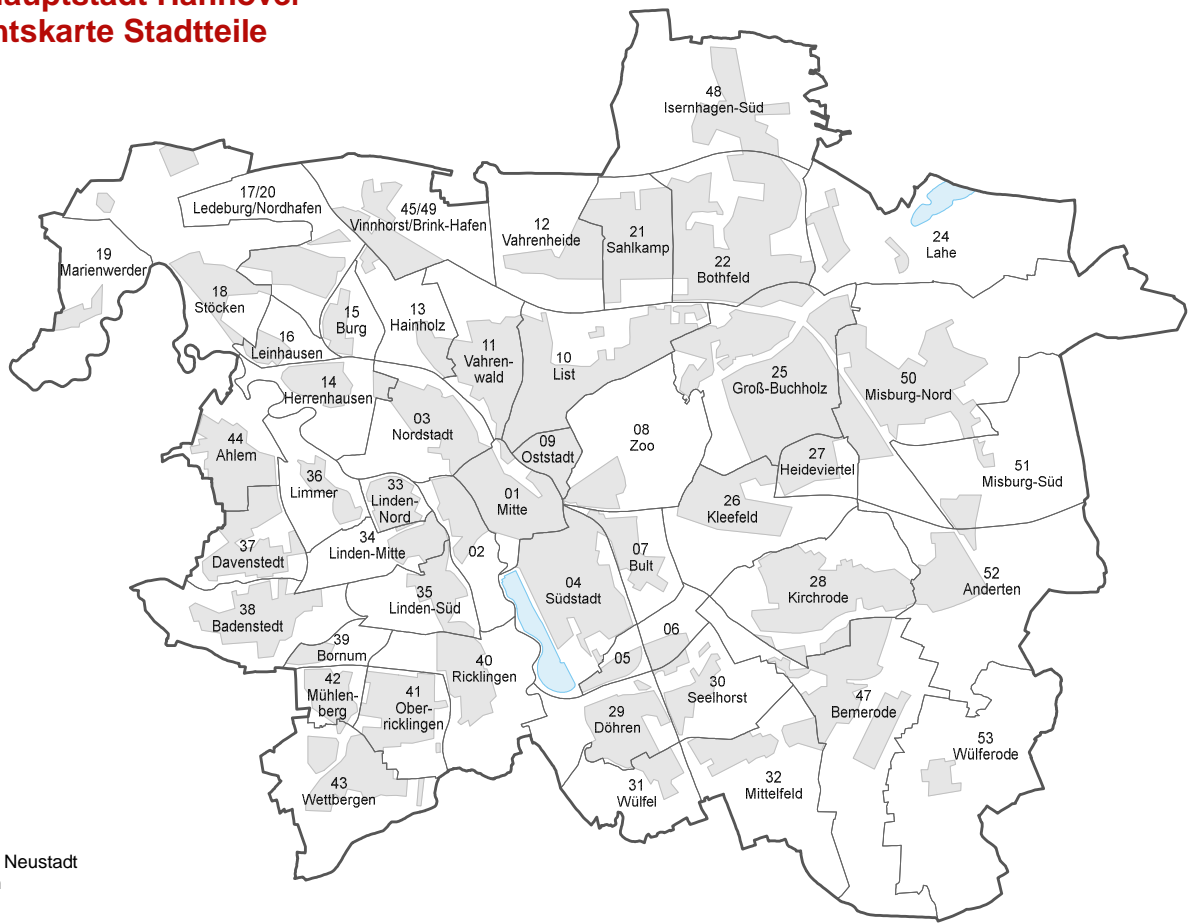 ntskarte Stadtteile
48
Isernhagen-Süd
17/20
Ledeburg/Nordhafen
45/49
Vinnhorst/Brink-Hafen
12
Vahrenheide
21
Sahlkamp
22
Bothfeld
24
Lahe
19
Marienwerder
18
Stöcken
15
Burg
13
Hainholz
16
Leinhausen
11
Vahren-
wald
10
List
25
Groß-Buchholz
50
Misburg-Nord
14
Herrenhausen
03
Nordstadt
09
Oststadt
08
Zoo
27
Heideviertel
51
Misburg-Süd
44
Ahlem
36
Limmer
33
Linden-
Nord
01
Mitte
26
Kleefeld
34
Linden-Mitte
02
37
Davenstedt
07
Bult
04
Südstadt
28
Kirchrode
52
Anderten
35
Linden-Süd
38
Badenstedt
39
Bornum
40
Ricklingen
06
05
42
Mühlen-
berg
41
Ober-
ricklingen
30
Seelhorst
47
Bemerode
29
Döhren
53
Wülferode
43
Wettbergen
31
Wülfel
32
Mittelfeld
Neustadt